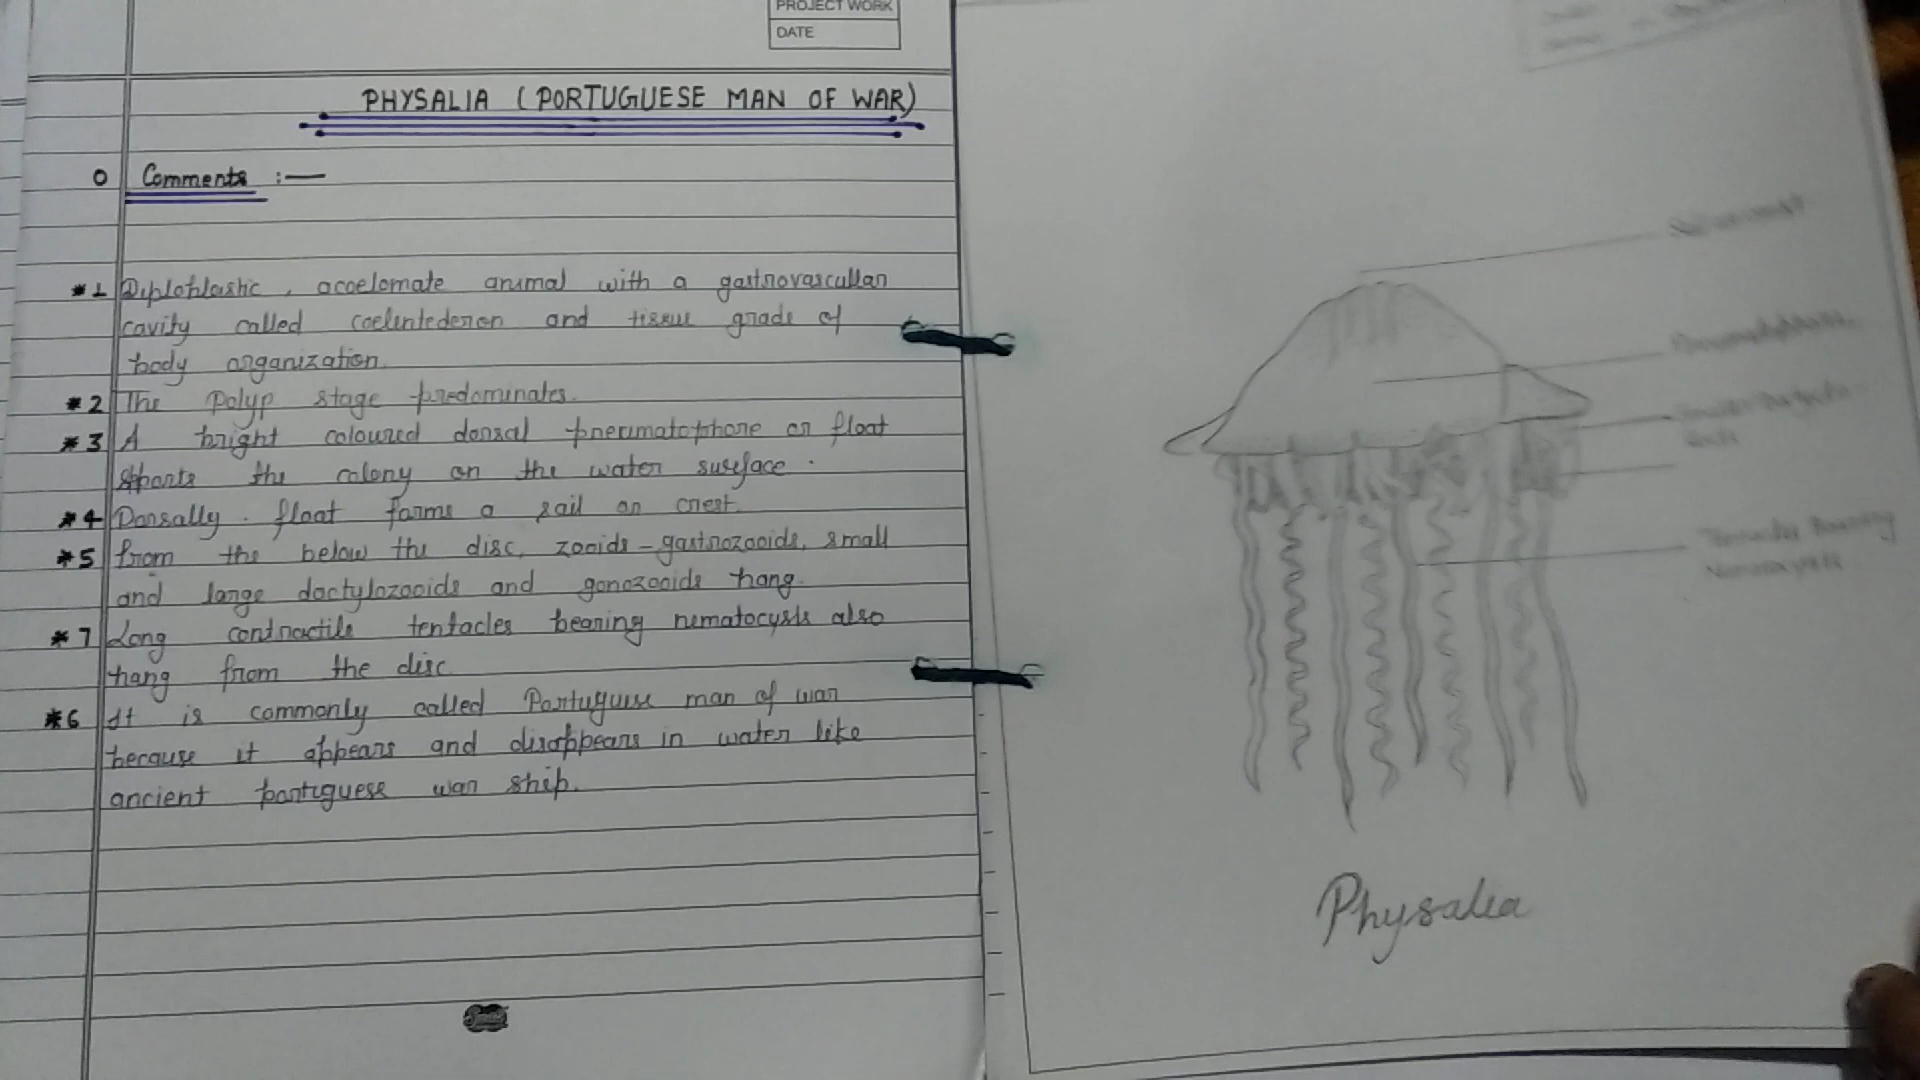 PROJECT WORK
DATE
PHYSALIA (PORTUGUESE MAN OF WAR)
Comments :—
*1 Diploblastic, acoelomate animal with a gastrovascullar
cavity called coelentederon and tissue grade of
body organization.
*2 The Polyp stage predominates.
*3 A bright coloured dorsal pneumatophore or float
the colony on the water surface.
*4 Dorsally. float forms a sail or crest.
*5 from the below the disc, zooids-gastrozooids, small
and large dactylozooids and gonozooids hang.
*7 Long contractile tentacles bearing nematocysts also
hang from the disc
*6 It is commonly called Portuguese man of war
because it appears and disappears in water like
ancient portuguese war ship.
Tentacles bearing
Physalia